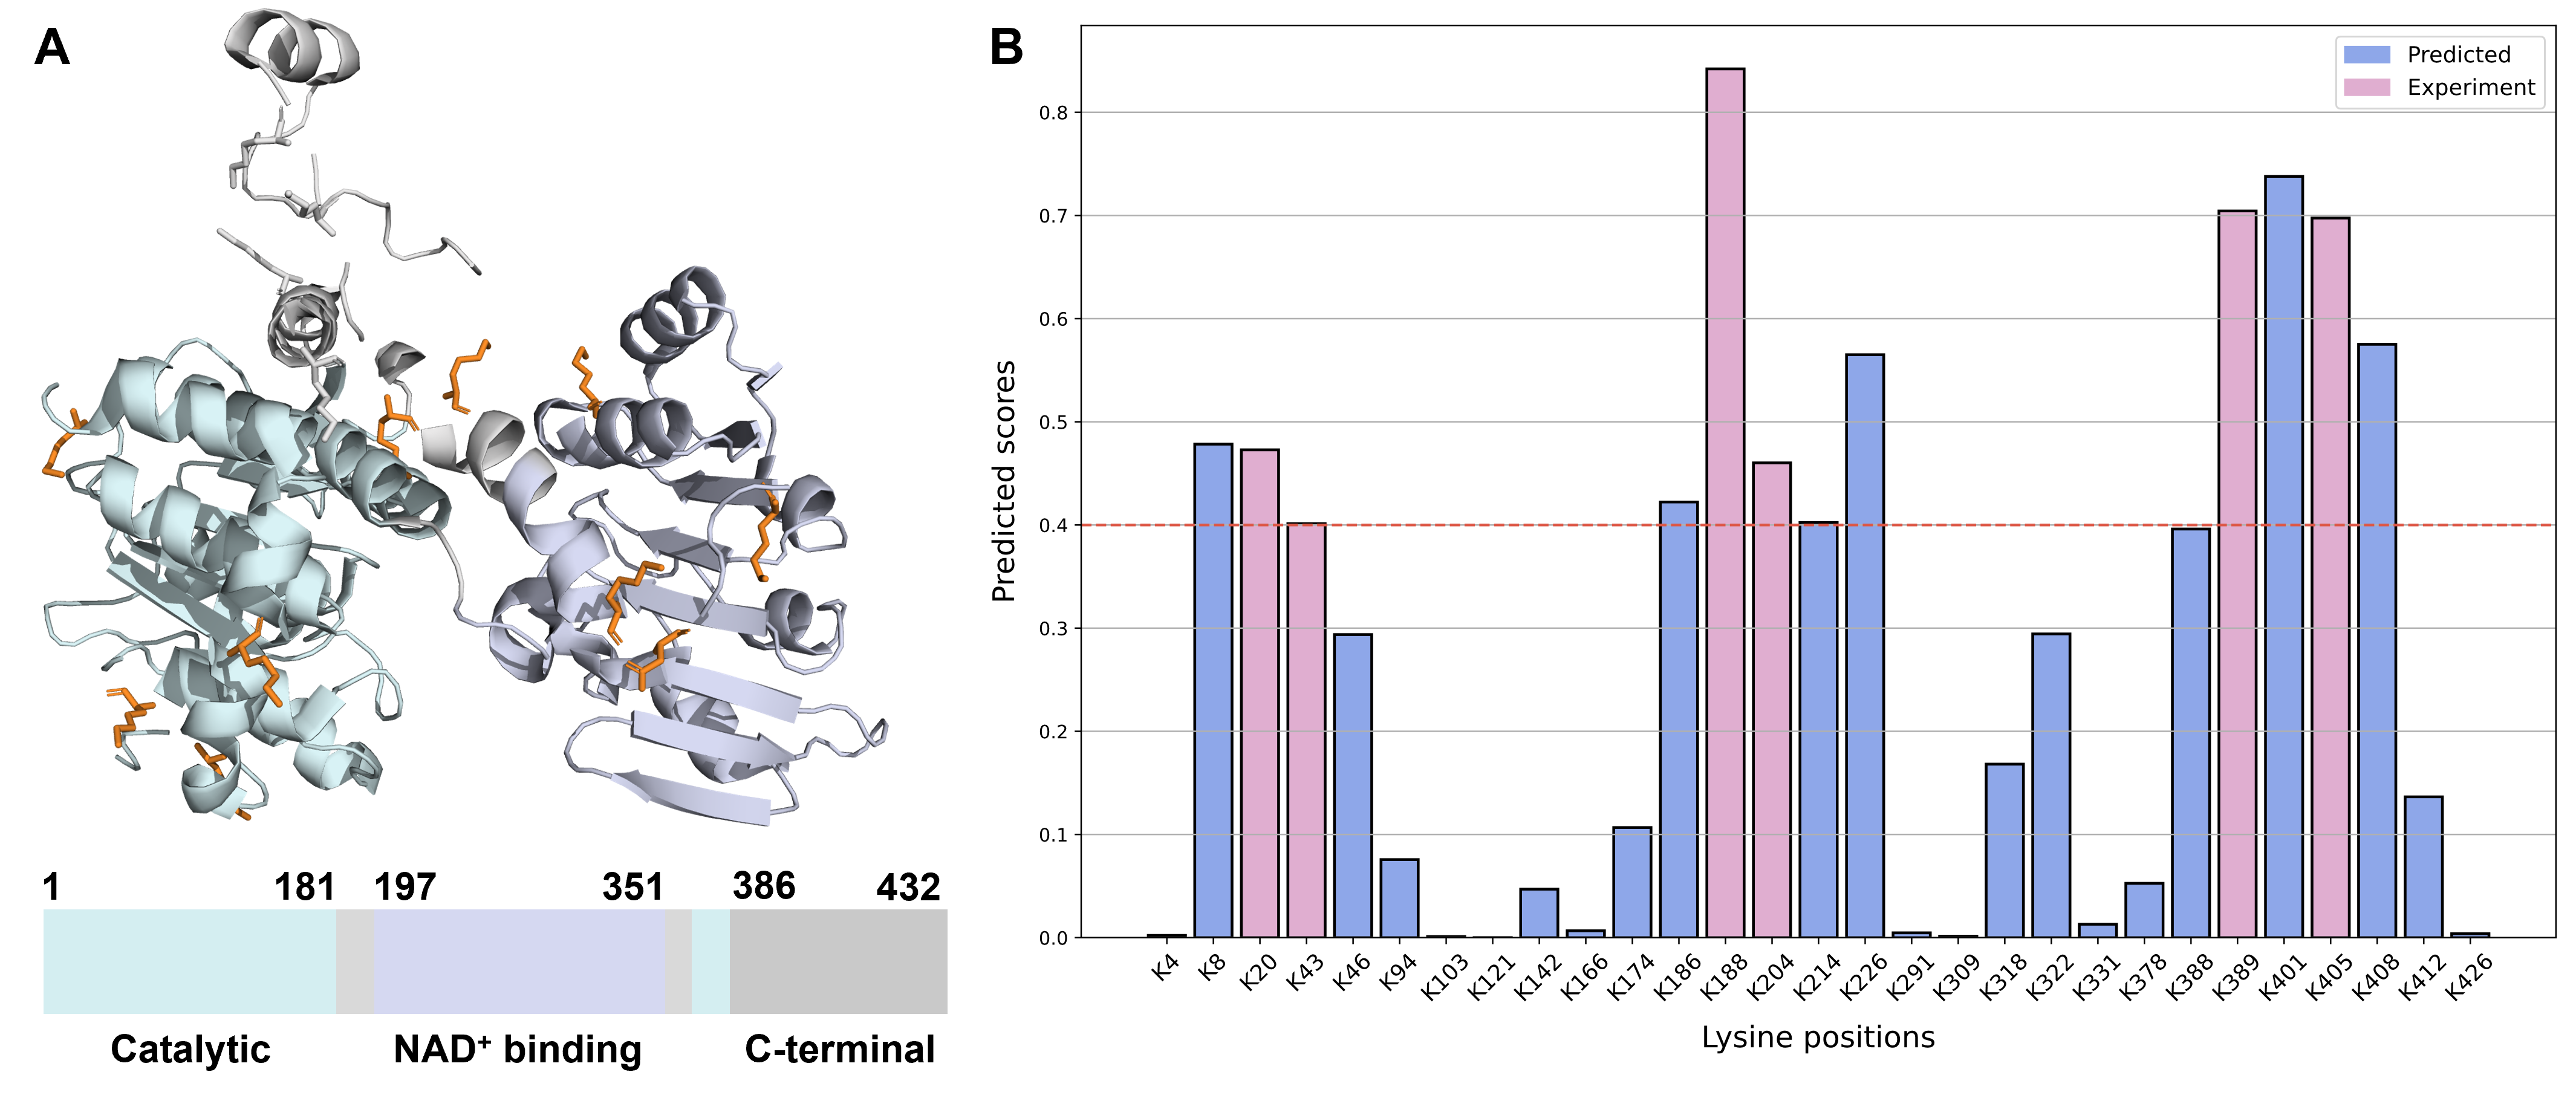 A
1 181 197 351 386 432
Catalytic NAD⁺ binding C-terminal
B
Predicted
Experiment
Predicted scores
0.8
0.7
0.6
0.5
0.4
0.3
0.2
0.1
0.0
K4 K8 K20 K43 K46 K94 K103 K121 K142 K166 K174 K186 K188 K204 K214 K226 K291 K309 K318 K322 K331 K378 K388 K389 K401 K405 K408 K412 K426
Lysine positions